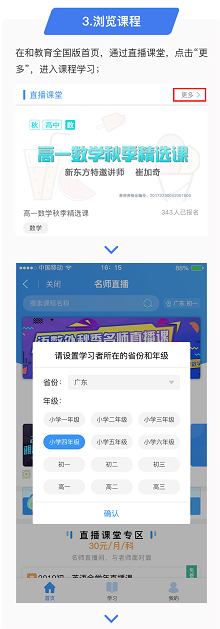 3.浏览课程
在和教育全国版首页，通过直播课堂，点击“更
多”，进入课程学习；
直播课堂
更多 >
秋 高中 数
高一数学秋季精选课
新东方特邀讲师 崔加奇
高一数学秋季精选课
343人已报名
数学
中国移动 16:15 88%
关闭 名师直播
搜索课程名称 广东 初一
请设置学习者所在的省份和年级
省份： 广东
年级：
小学一年级 小学二年级 小学三年级
小学四年级 小学五年级 小学六年级
初一 初二 初三
高一 高二 高三
确认
直播课堂专区
30元/月/科
名师直播间，与老师面对面
首页 学习 我的